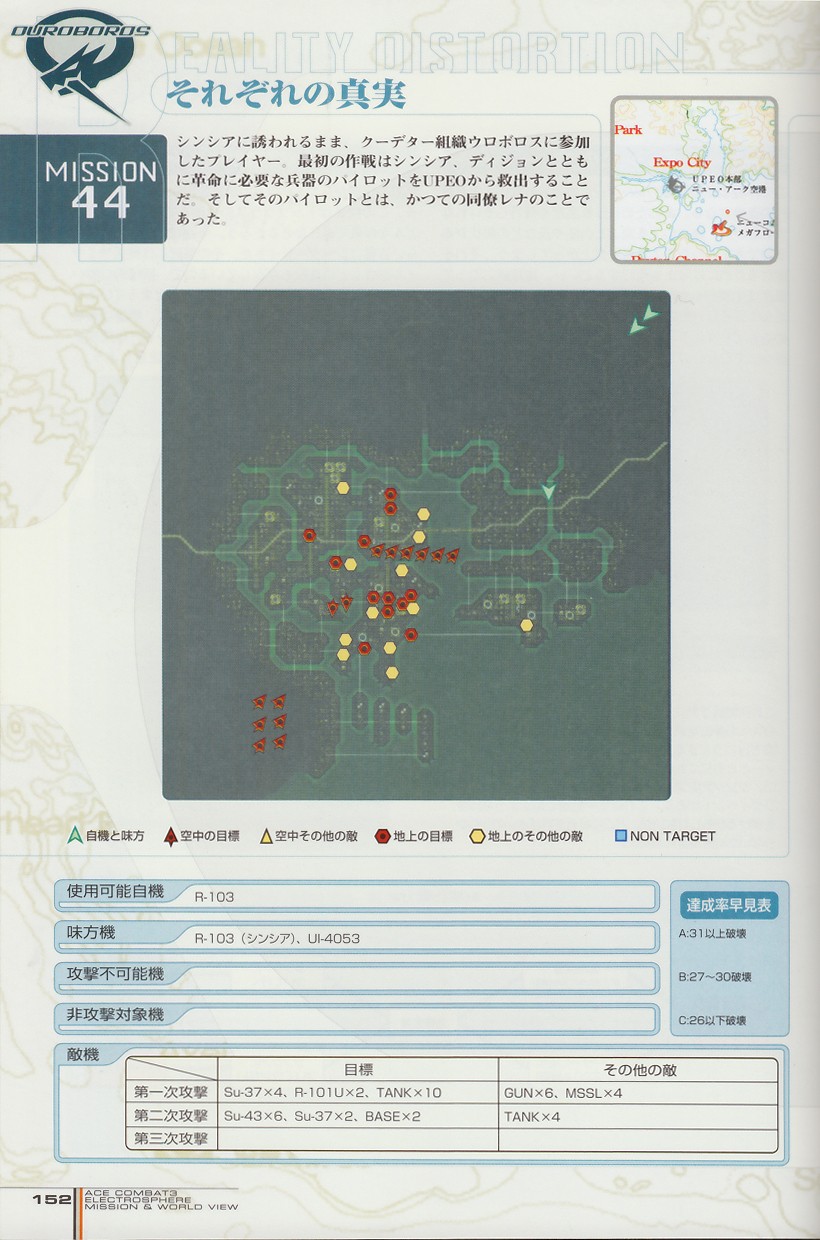 OUROBOROS
REALITY DISTORTION
それぞれの真実
MISSION
44
シンシアに誘われるまま、クーデター組織ウロボロスに参加
したプレイヤー。最初の作戦はシンシア、ディジョンととも
に革命に必要な兵器のパイロットをUPEOから救出すること
だ。そしてそのパイロットとは、かつての同僚レナのことで
あった。
Park
Expo City
UPEO本部
ニュー・アーク空港
ニューコ
メガフロ
Channel
自機と味方
空中の目標
空中その他の敵
地上の目標
地上のその他の敵
NON TARGET
使用可能自機
R-103
味方機
R-103（シンシア）、UI-4053
攻撃不可能機
非攻撃対象機
達成率早見表
A:31以上破壊
B:27〜30破壊
C:26以下破壊
敵機
目標 その他の敵
第一次攻撃 Su-37×4、R-101U×2、TANK×10 GUN×6、MSSL×4
第二次攻撃 Su-43×6、Su-37×2、BASE×2 TANK×4
第三次攻撃
152
ACE COMBAT3
ELECTROSPHERE
MISSION & WORLD VIEW